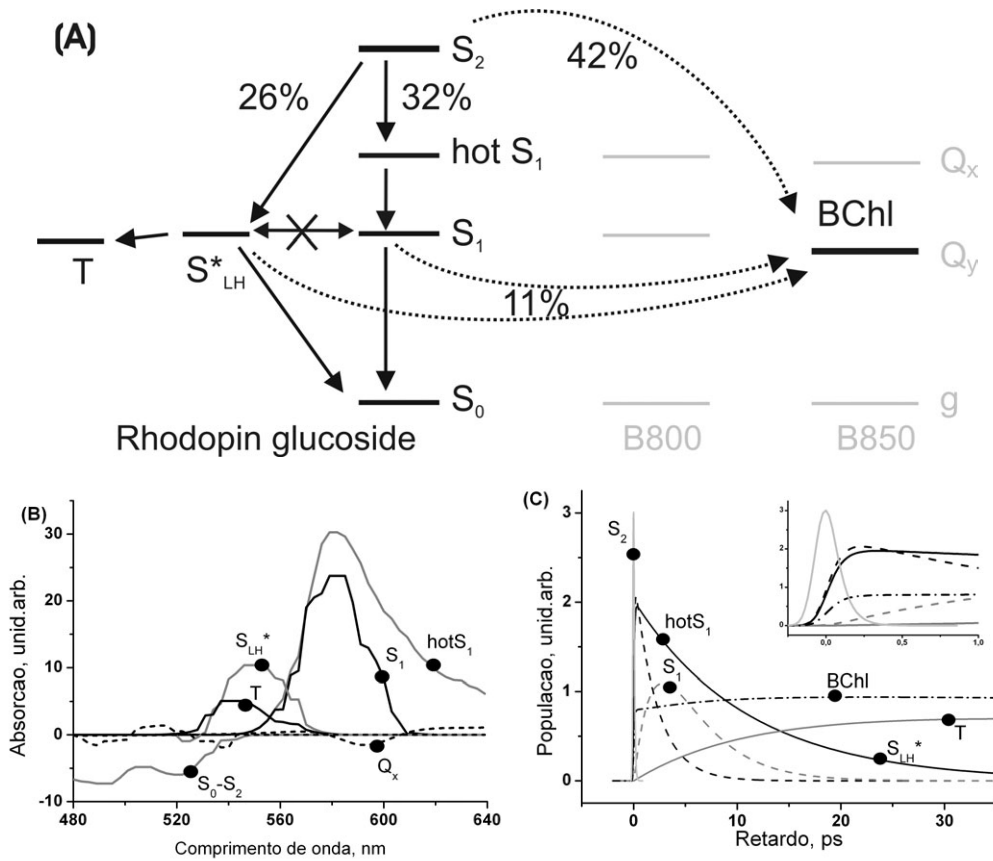 (A)
S₂
42%
26%
32%
hot S₁
Qₓ
BChl
T
S*LH
S₁
Qy
11%
S₀
g
Rhodopin glucoside
B800
B850
(B)
30
20
10
0
-10
480
520
560
600
640
Absorcao, unid.arb.
Comprimento de onda, nm
SLH*
T
S₁
hotS₁
S₀-S₂
Qₓ
(C)
3
2
1
0
0
10
20
30
Populacao, unid.arb.
Retardo, ps
S₂
hotS₁
S₁
BChl
T
SLH*
3
2
1
0
0,0
0,5
1,0